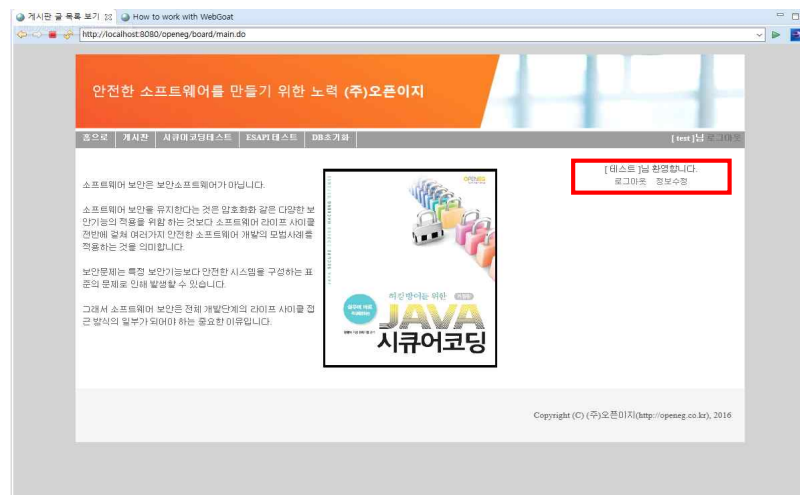 게시판 글 목록 보기
How to work with WebGoat
http://localhost:8080/openeg/board/main.do
안전한 소프트웨어를 만들기 위한 노력 (주)오픈이지
홈으로 게시판 시큐어코딩테스트 ESAPI테스트 DB초기화
[ test ]님 로그아웃
[ 테스트 ]님 환영합니다.
로그아웃 정보수정
소프트웨어 보안은 보안소프트웨어가 아닙니다.
소프트웨어 보안을 유지한다는 것은 암호화화 같은 다양한 보
안기능의 적용을 위함 하는 것보다 소프트웨어 라이프 사이클
전반에 걸쳐 여러가지 안전한 소프트웨어 개발의 모범사례를
적용하는 것을 의미합니다.
보안문제는 특정 보안기능보다 안전한 시스템을 구성하는 표
준의 문제로 인해 발생할 수 있습니다.
그래서 소프트웨어 보안은 전체 개발단계의 라이프 사이클 접
근 방식의 일부가 되어야 하는 중요한 이유입니다.
OPENEG
해킹 방어를 위한
JAVA
시큐어코딩
Copyright (C) (주)오픈이지(http://openeg.co.kr), 2016